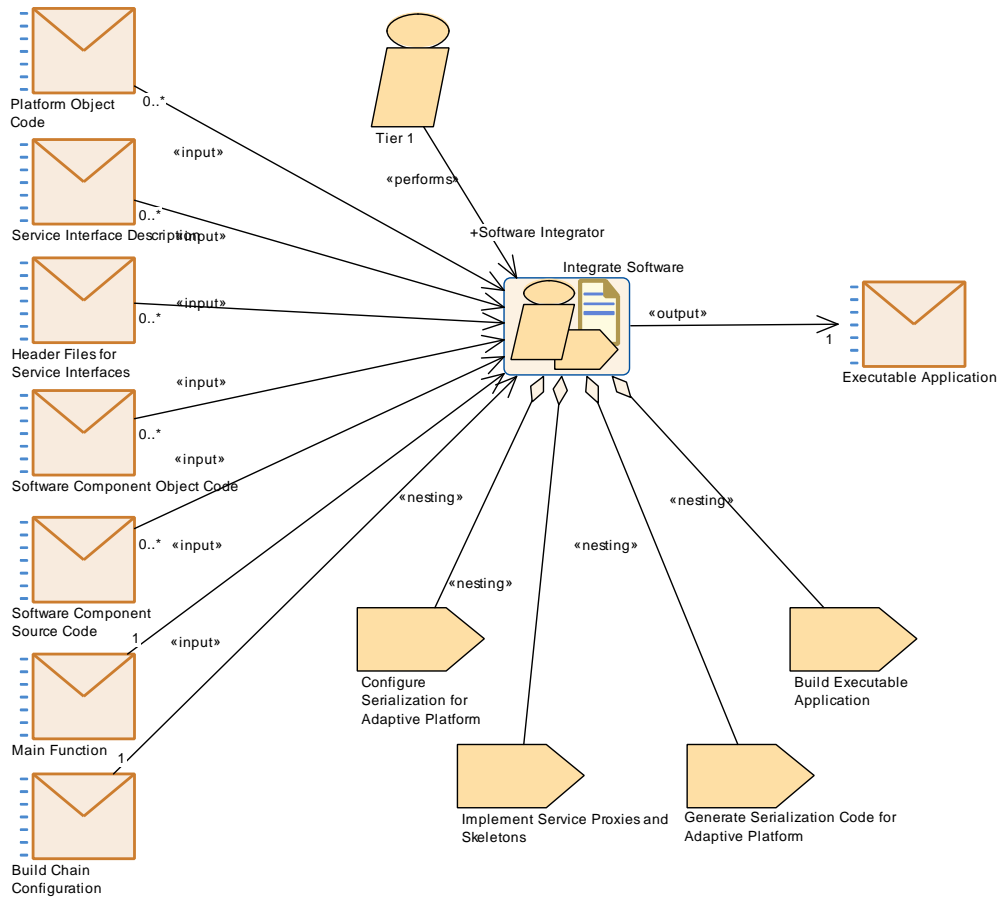 Platform Object
Code
0..*
«input»
Tier 1
«performs»
+Software Integrator
Integrate Software
Service Interface Description
0..*
«input»
Header Files for
Service Interfaces
0..*
«input»
«output»
1
Executable Application
Software Component Object Code
0..*
«input»
Software Component
Source Code
0..*
«input»
Main Function
1
«input»
Build Chain
Configuration
1
«input»
«nesting»
«nesting»
«nesting»
«nesting»
Configure
Serialization for
Adaptive Platform
Build Executable
Application
Implement Service Proxies and
Skeletons
Generate Serialization Code for
Adaptive Platform